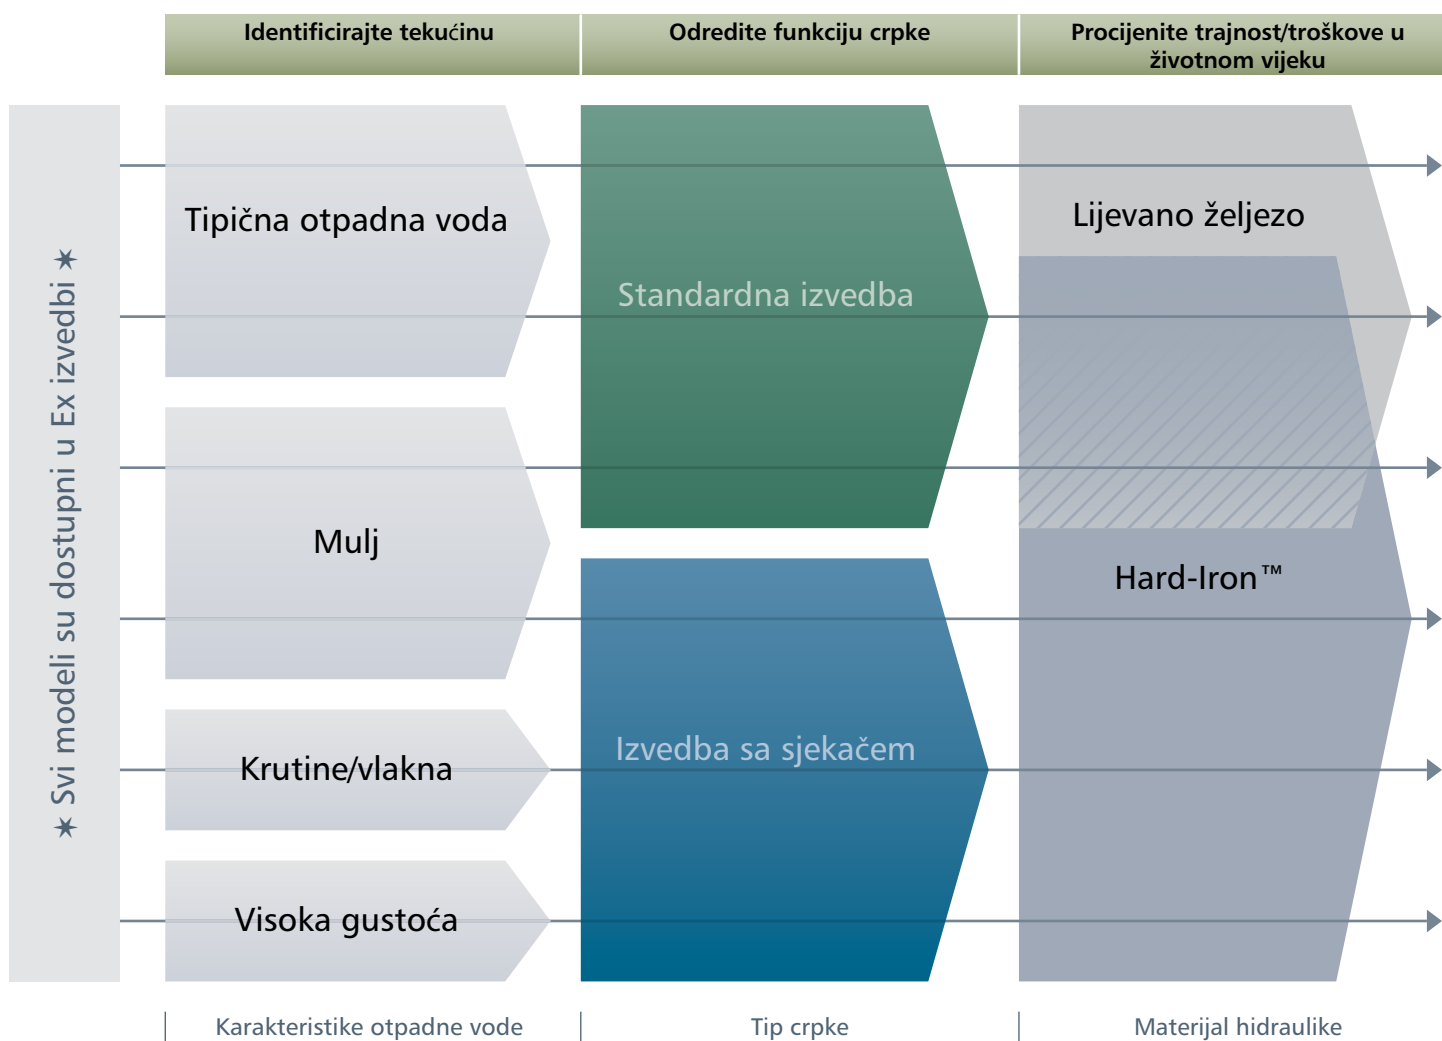 Identificirajte tekućinu
Odredite funkciju crpke
Procijenite trajnost/troškove u
životnom vijeku
✶ Svi modeli su dostupni u Ex izvedbi ✶
Tipična otpadna voda
Mulj
Krutine/vlakna
Visoka gustoća
Standardna izvedba
Izvedba sa sjekačem
Lijevano željezo
Hard-Iron™
Karakteristike otpadne vode
Tip crpke
Materijal hidraulike